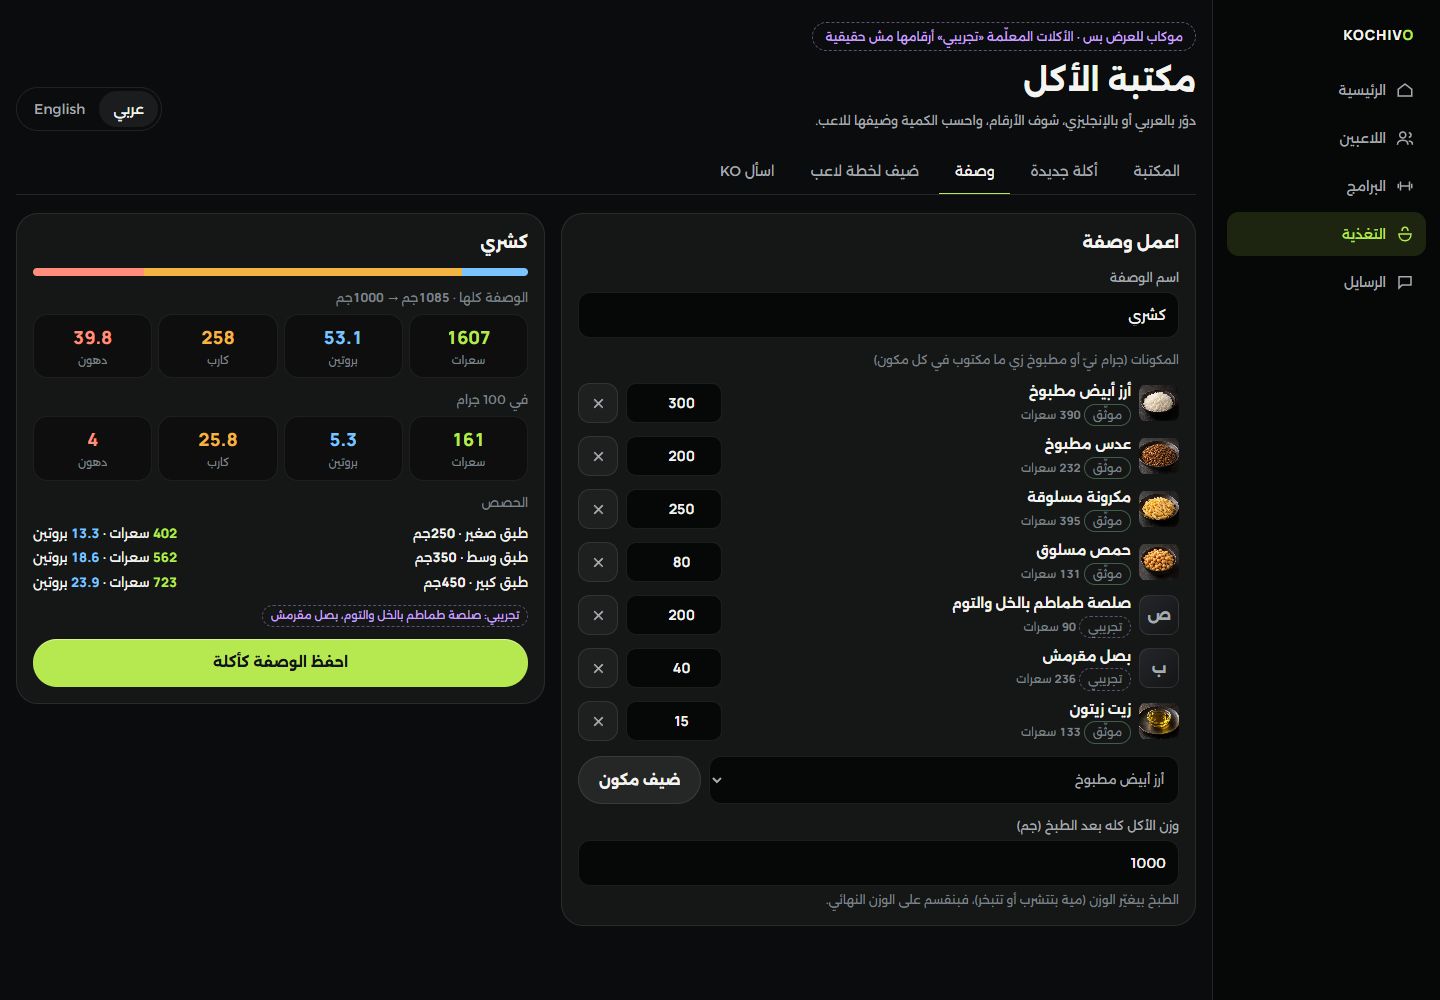 KOCHIVO
الرئيسية
اللاعبين
البرامج
التغذية
الرسايل
موكاب للعرض بس · الأكلات المعلّمة «تجريبي» أرقامها مش حقيقية
مكتبة الأكل
دوّر بالعربي أو بالإنجليزي، شوف الأرقام، واحسب الكمية وضيفها للاعب.
عربي English
المكتبة أكلة جديدة وصفة ضيف لخطة لاعب اسأل KO
اعمل وصفة
اسم الوصفة
كشري
المكونات (جرام نيّ أو مطبوخ زي ما مكتوب في كل مكون)
أرز أبيض مطبوخ
موثّق 390 سعرات
300 ×
عدس مطبوخ
موثّق 232 سعرات
200 ×
مكرونة مسلوقة
موثّق 395 سعرات
250 ×
حمص مسلوق
موثّق 131 سعرات
80 ×
ص
صلصة طماطم بالخل والتوم
تجريبي 90 سعرات
200 ×
ب
بصل مقرمش
تجريبي 236 سعرات
40 ×
زيت زيتون
موثّق 133 سعرات
15 ×
أرز أبيض مطبوخ
ضيف مكون
وزن الأكل كله بعد الطبخ (جم)
1000
الطبخ بيغيّر الوزن (مية بتتشرب أو تتبخر)، فبنقسم على الوزن النهائي.
كشري
الوصفة كلها · 1085جم → 1000جم
1607 53.1 258 39.8
سعرات بروتين كارب دهون
في 100 جرام
161 5.3 25.8 4
سعرات بروتين كارب دهون
الحصص
طبق صغير · 250جم 402 سعرات · 13.3 بروتين
طبق وسط · 350جم 562 سعرات · 18.6 بروتين
طبق كبير · 450جم 723 سعرات · 23.9 بروتين
تجريبي: صلصة طماطم بالخل والتوم، بصل مقرمش
احفظ الوصفة كأكلة